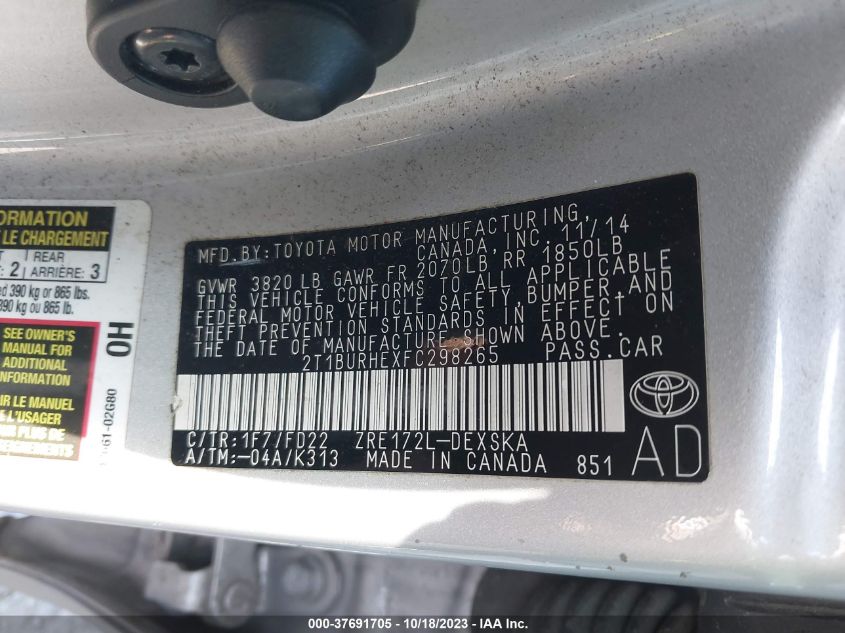 ORMATION
LE CHARGEMENT
REAR
2 ARRIÈRE: 3
390 kg or 865 lbs.
390 kg ou 865 lb.
SEE OWNER'S
MANUAL FOR
ADDITIONAL
INFORMATION
IR LE MANUEL
L'USAGER
PLUS
0H
61-02G80
MFD. BY: TOYOTA MOTOR MANUFACTURING,
CANADA, INC. 11/14
GVWR 3820 LB GAWR FR 2070LB, RR 1850LB
THIS VEHICLE CONFORMS TO ALL APPLICABLE
FEDERAL MOTOR VEHICLE SAFETY, BUMPER, AND
THEFT PREVENTION STANDARDS IN EFFECT ON
THE DATE OF MANUFACTURE SHOWN ABOVE.
2T1BURHEXFC298265 PASS. CAR
C/TR: 1F7/FD22 ZRE172L-DEXSKA
A/TM: -04A/K313 MADE IN CANADA 851
AD
000-37691705 - 10/18/2023 - © IAA, Inc.